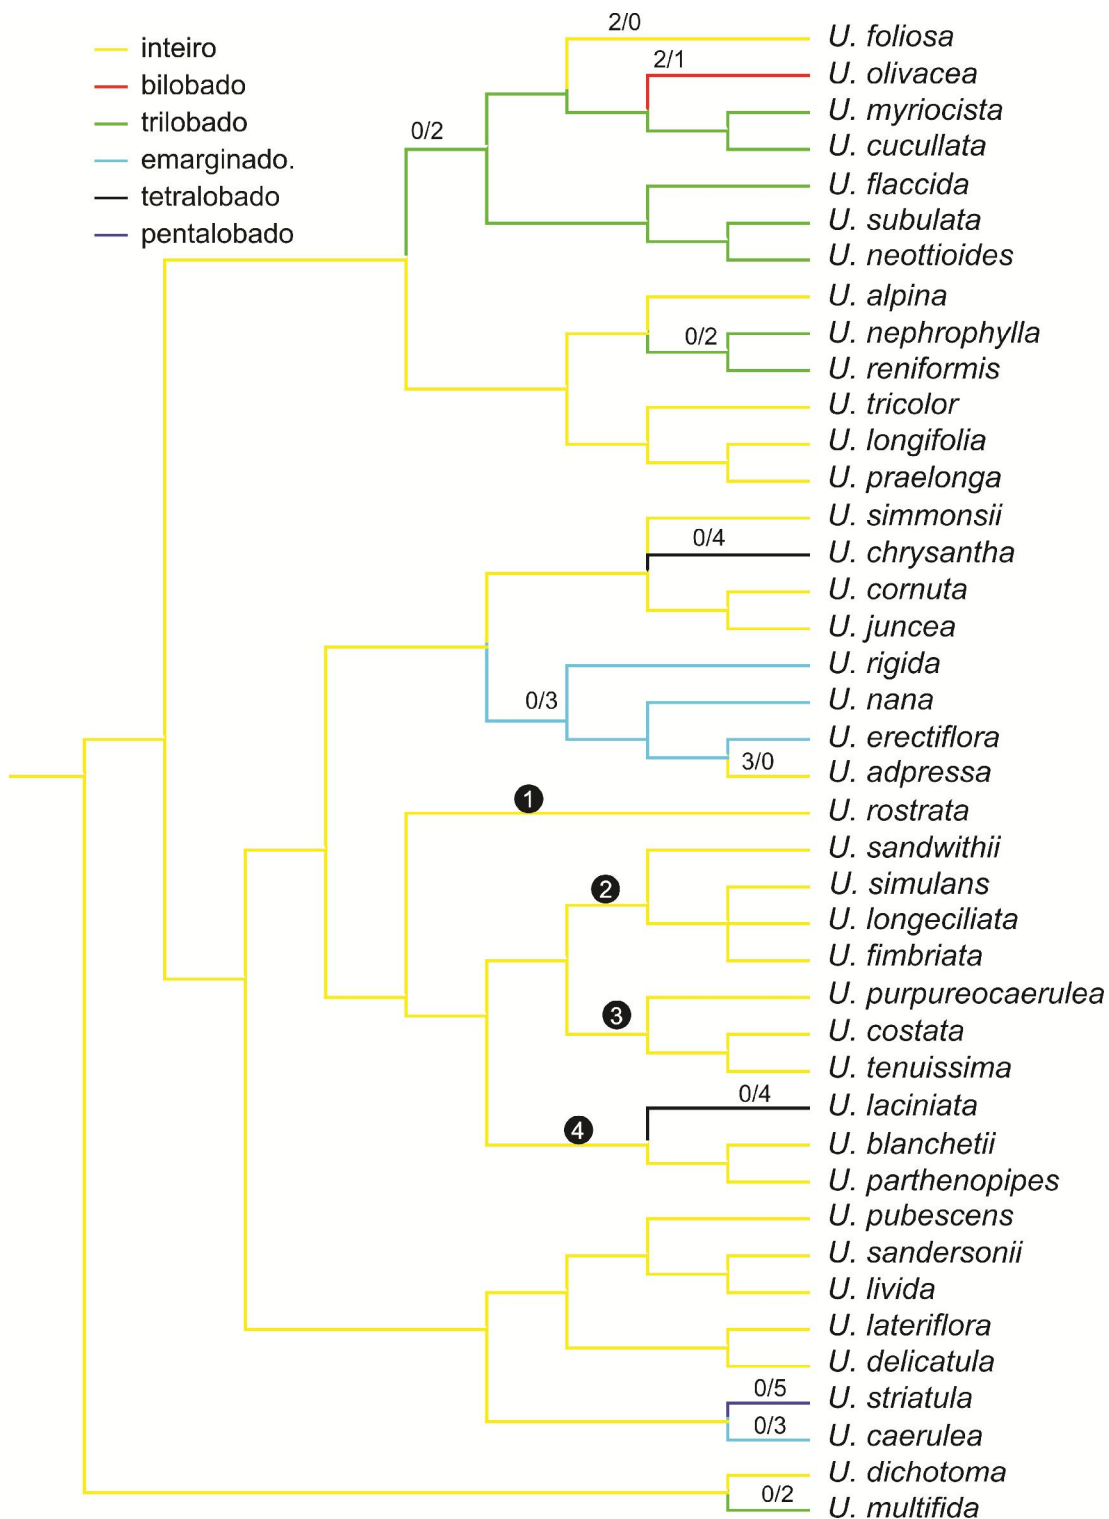 inteiro
bilobado
trilobado
emarginado.
tetralobado
pentalobado
2/0
U. foliosa
2/1
U. olivacea
U. myriocista
0/2
U. cucullata
U. flaccida
U. subulata
U. neottioides
U. alpina
0/2
U. nephrophylla
U. reniformis
U. tricolor
U. longifolia
U. praelonga
U. simmonsii
0/4
U. chrysantha
U. cornuta
U. juncea
U. rigida
0/3
U. nana
U. erectiflora
3/0
U. adpressa
1
U. rostrata
U. sandwithii
2
U. simulans
U. longeciliata
U. fimbriata
U. purpureocaerulea
3
U. costata
U. tenuissima
0/4
U. laciniata
4
U. blanchetii
U. parthenopipes
U. pubescens
U. sandersonii
U. livida
U. lateriflora
U. delicatula
0/5
U. striatula
0/3
U. caerulea
U. dichotoma
0/2
U. multifida